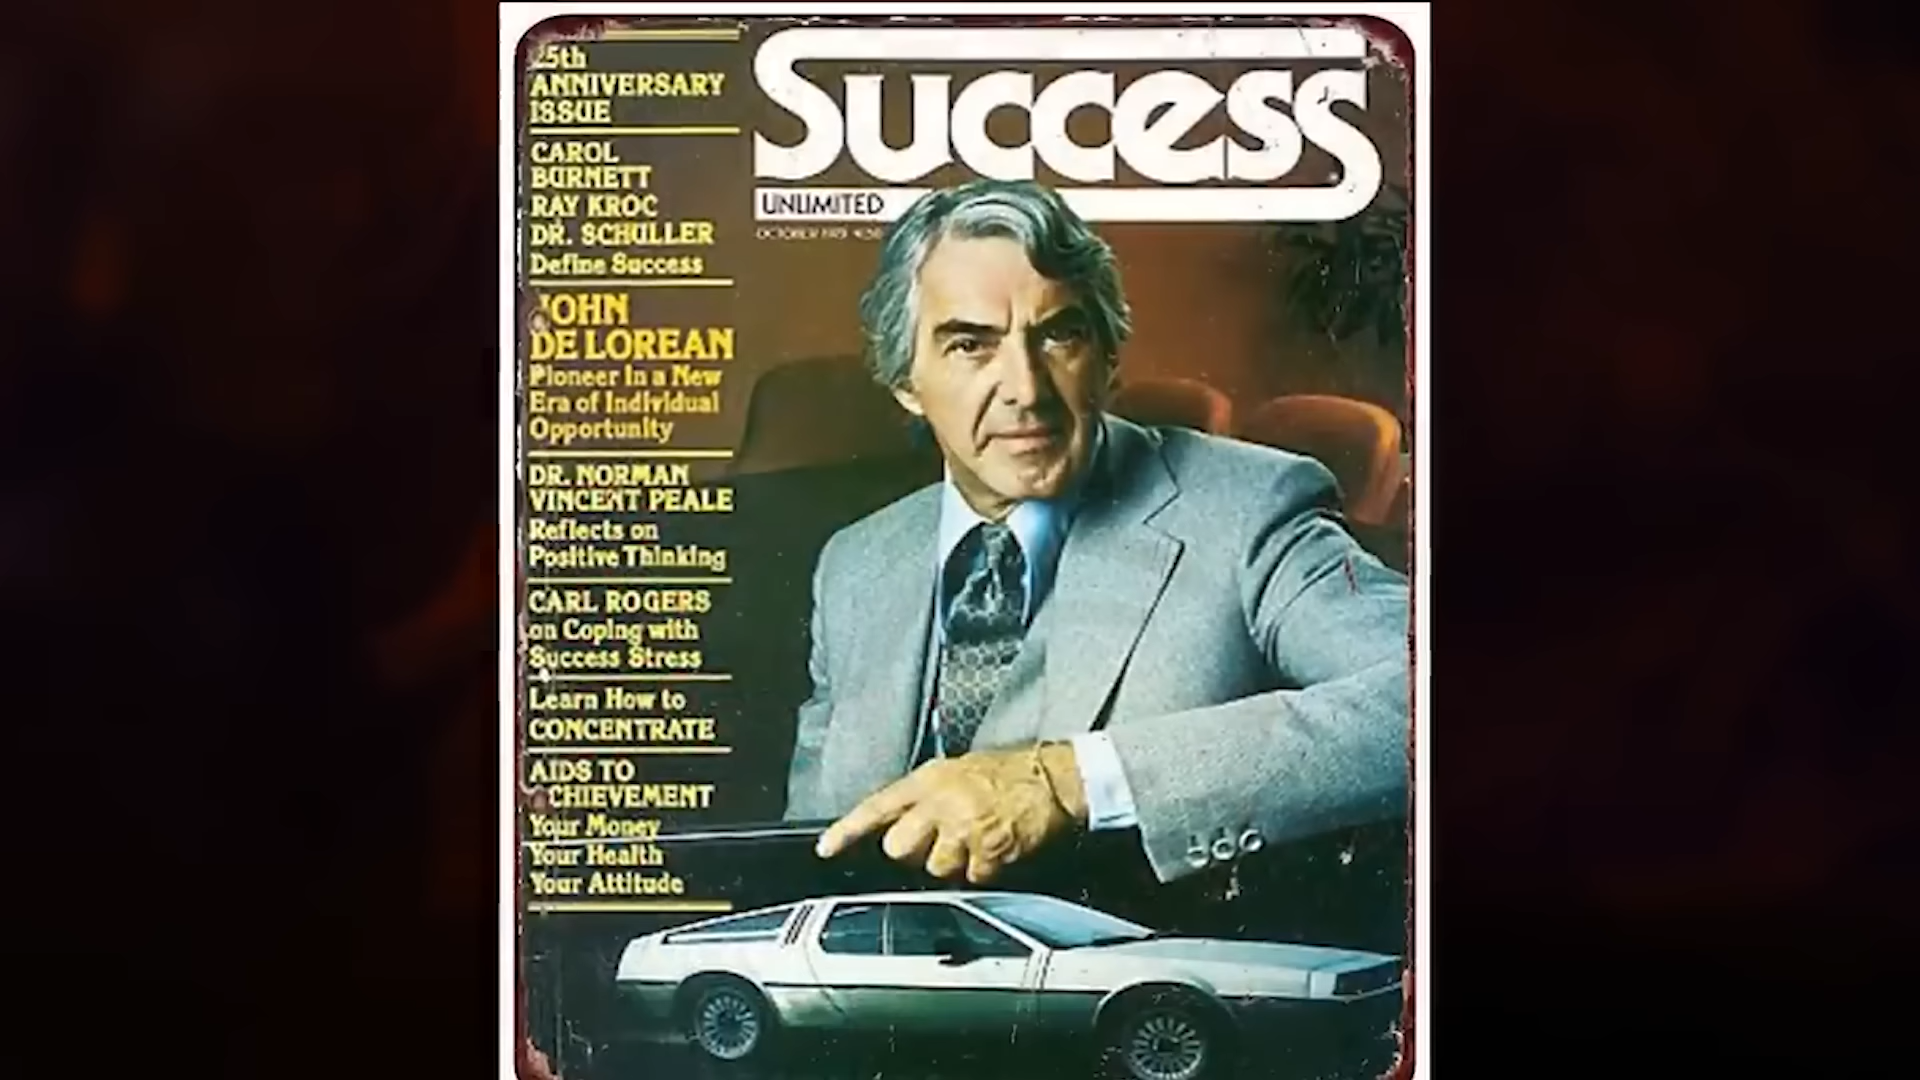 25th
ANNIVERSARY
ISSUE
CAROL
BURNETT
RAY KROC
DR. SCHULLER
Define Success
JOHN
DE LOREAN
Pioneer in a New
Era of Individual
Opportunity
DR. NORMAN
VINCENT PEALE
Reflects on
Positive Thinking
CARL ROGERS
on Coping with
Success Stress
Learn How to
CONCENTRATE
AIDS TO
ACHIEVEMENT
Your Money
Your Health
Your Attitude
Success
UNLIMITED
OCTOBER